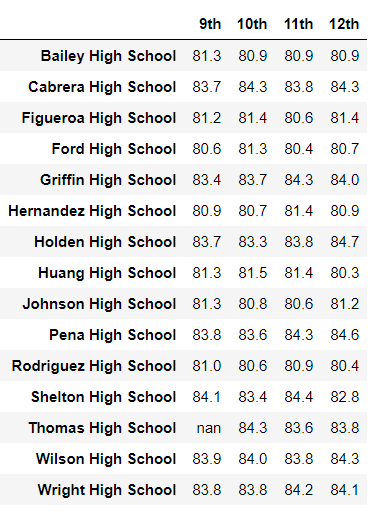 9th 10th 11th 12th
Bailey High School 81.3 80.9 80.9 80.9
Cabrera High School 83.7 84.3 83.8 84.3
Figueroa High School 81.2 81.4 80.6 81.4
Ford High School 80.6 81.3 80.4 80.7
Griffin High School 83.4 83.7 84.3 84.0
Hernandez High School 80.9 80.7 81.4 80.9
Holden High School 83.7 83.3 83.8 84.7
Huang High School 81.3 81.5 81.4 80.3
Johnson High School 81.3 80.8 80.6 81.2
Pena High School 83.8 83.6 84.3 84.6
Rodriguez High School 81.0 80.6 80.9 80.4
Shelton High School 84.1 83.4 84.4 82.8
Thomas High School nan 84.3 83.6 83.8
Wilson High School 83.9 84.0 83.8 84.3
Wright High School 83.8 83.8 84.2 84.1